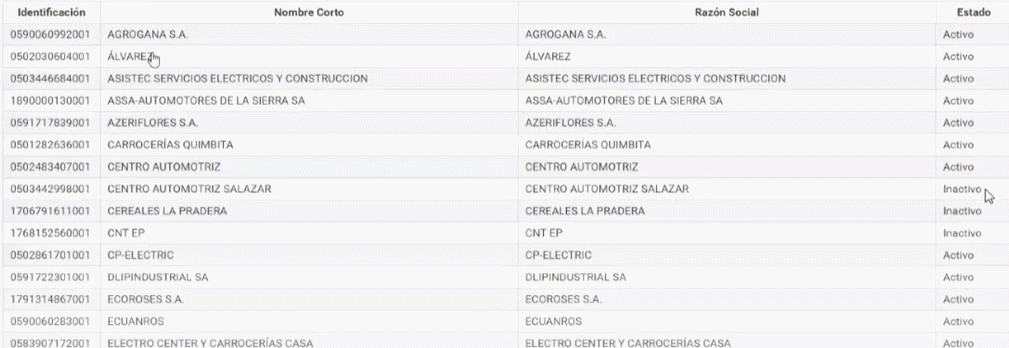 Identificación Nombre Corto Razón Social Estado
0590060992001 AGROGANA S.A. AGROGANA S.A. Activo
0502030604001 ÁLVAREZ ÁLVAREZ Activo
0503446684001 ASISTEC SERVICIOS ELECTRICOS Y CONSTRUCCION ASISTEC SERVICIOS ELECTRICOS Y CONSTRUCCION Activo
1890000130001 ASSA-AUTOMOTORES DE LA SIERRA SA ASSA-AUTOMOTORES DE LA SIERRA SA Activo
0591717839001 AZERIFLORES S.A. AZERIFLORES S.A. Activo
0501282636001 CARROCERÍAS QUIMBITA CARROCERÍAS QUIMBITA Activo
0502483407001 CENTRO AUTOMOTRIZ CENTRO AUTOMOTRIZ Activo
0503442998001 CENTRO AUTOMOTRIZ SALAZAR CENTRO AUTOMOTRIZ SALAZAR Inactivo
1706791611001 CEREALES LA PRADERA CEREALES LA PRADERA Inactivo
1768152560001 CNT EP CNT EP Inactivo
0502861701001 CP-ELECTRIC CP-ELECTRIC Activo
0591722301001 DLIPINDUSTRIAL SA DLIPINDUSTRIAL SA Activo
1791314867001 ECOROSES S.A. ECOROSES S.A. Activo
0590060283001 ECUANROS ECUANROS Activo
0583907172001 ELECTRO CENTER Y CARROCERÍAS CASA ELECTRO CENTER Y CARROCERÍAS CASA Activo